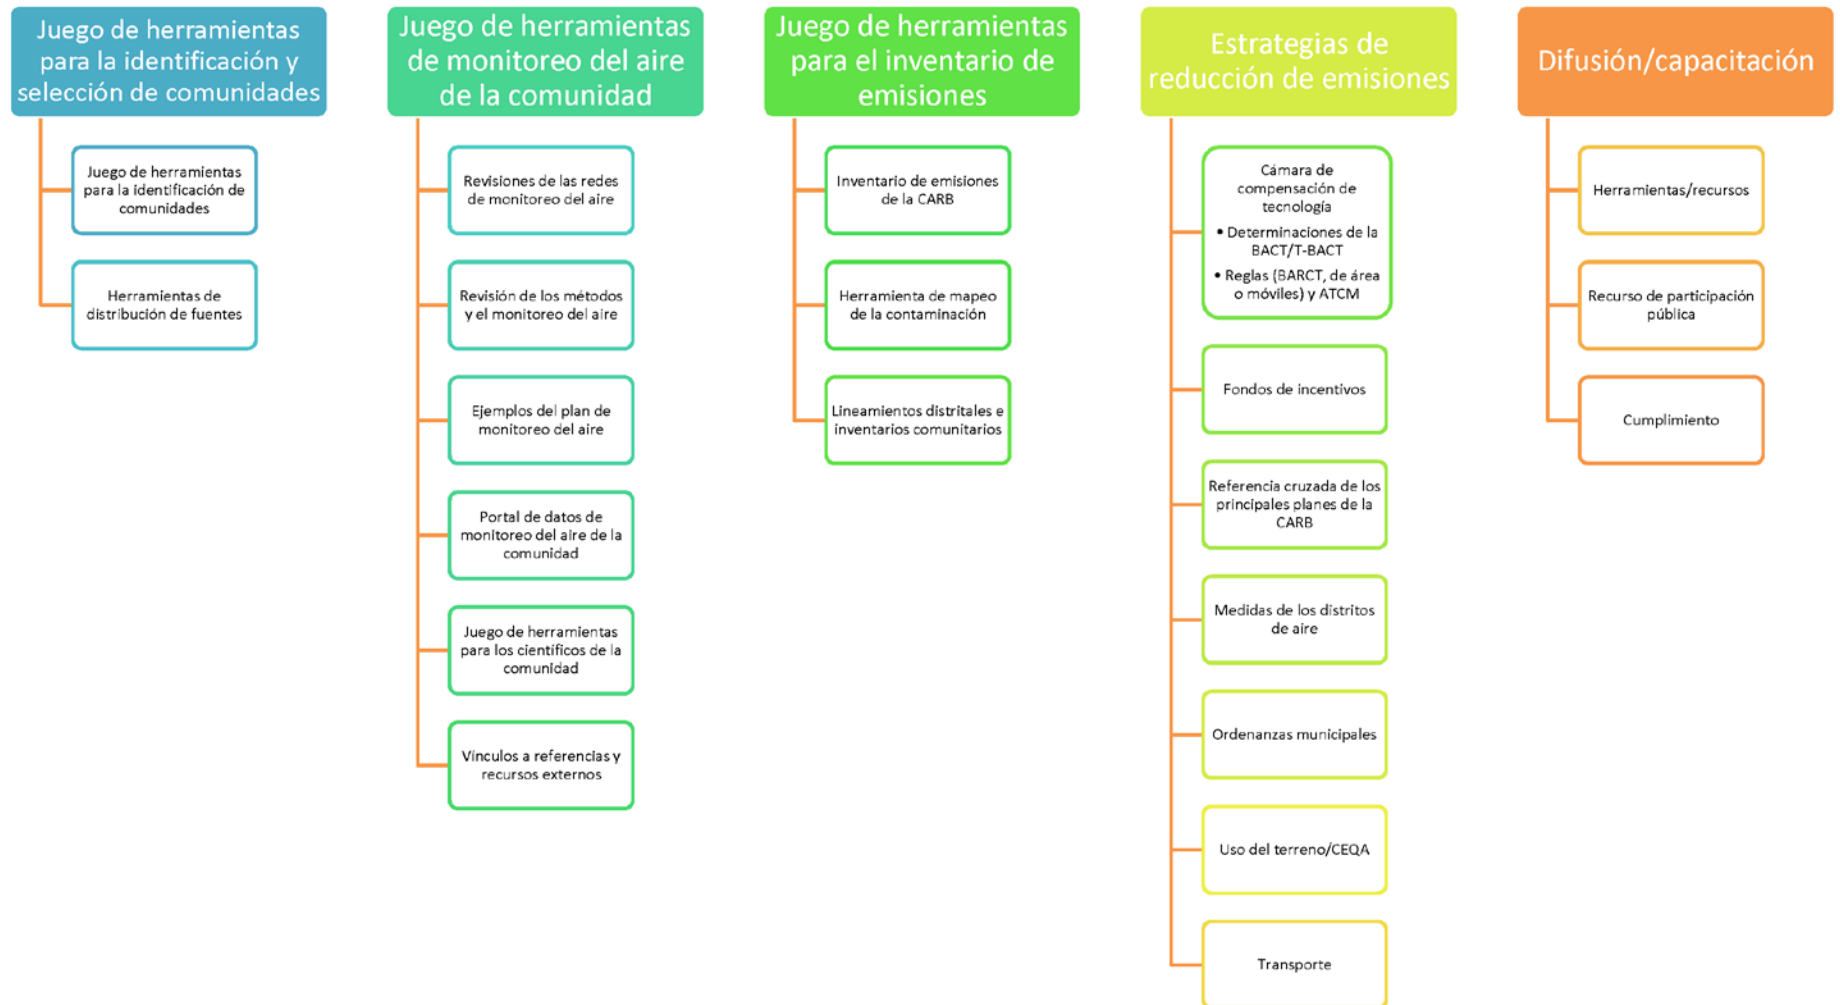 Juego de herramientas
para la identificación y
selección de comunidades
Juego de herramientas
para la identificación de
comunidades
Herramientas de
distribución de fuentes
Juego de herramientas
de monitoreo del aire
de la comunidad
Revisiones de las redes
de monitoreo del aire
Revisión de los métodos
y el monitoreo del aire
Ejemplos del plan de
monitoreo del aire
Portal de datos de
monitoreo del aire de la
comunidad
Juego de herramientas
para los científicos de la
comunidad
Vínculos a referencias y
recursos externos
Juego de herramientas
para el inventario de
emisiones
Inventario de emisiones
de la CARB
Herramienta de mapeo
de la contaminación
Lineamientos distritales e
inventarios comunitarios
Estrategias de
reducción de emisiones
Cámara de
compensación de
tecnología
• Determinaciones de la
BACT/T-BACT
• Reglas (BARCT, de área
o móviles) y ATCM
Fondos de incentivos
Referencia cruzada de los
principales planes de la
CARB
Medidas de los distritos
de aire
Ordenanzas municipales
Uso del terreno/CEQA
Transporte
Difusión/capacitación
Herramientas/recursos
Recurso de participación
pública
Cumplimiento